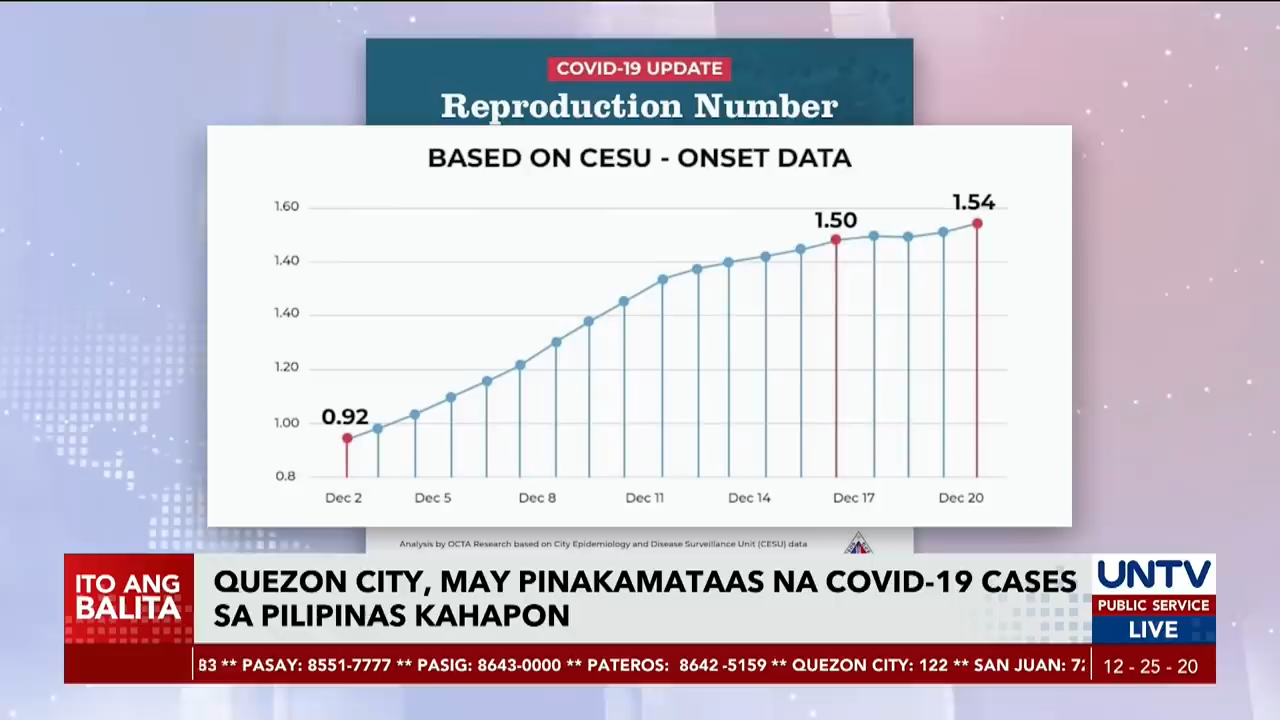 COVID-19 UPDATE
Reproduction Number
BASED ON CESU - ONSET DATA
1.60
1.54
1.50
1.40
1.40
1.20
0.92
1.00
0.8
Dec 2 Dec 5 Dec 8 Dec 11 Dec 14 Dec 17 Dec 20
Analysis by OCTA Research based on City Epidemiology and Disease Surveillance Unit (CESU) data
ITO ANG
BALITA
QUEZON CITY, MAY PINAKAMATAAS NA COVID-19 CASES
SA PILIPINAS KAHAPON
UNTV
PUBLIC SERVICE
LIVE
83 ** PASAY: 8551-7777 ** PASIG: 8643-0000 ** PATEROS: 8642 -5159 ** QUEZON CITY: 122 ** SAN JUAN: 72
12 - 25 - 20